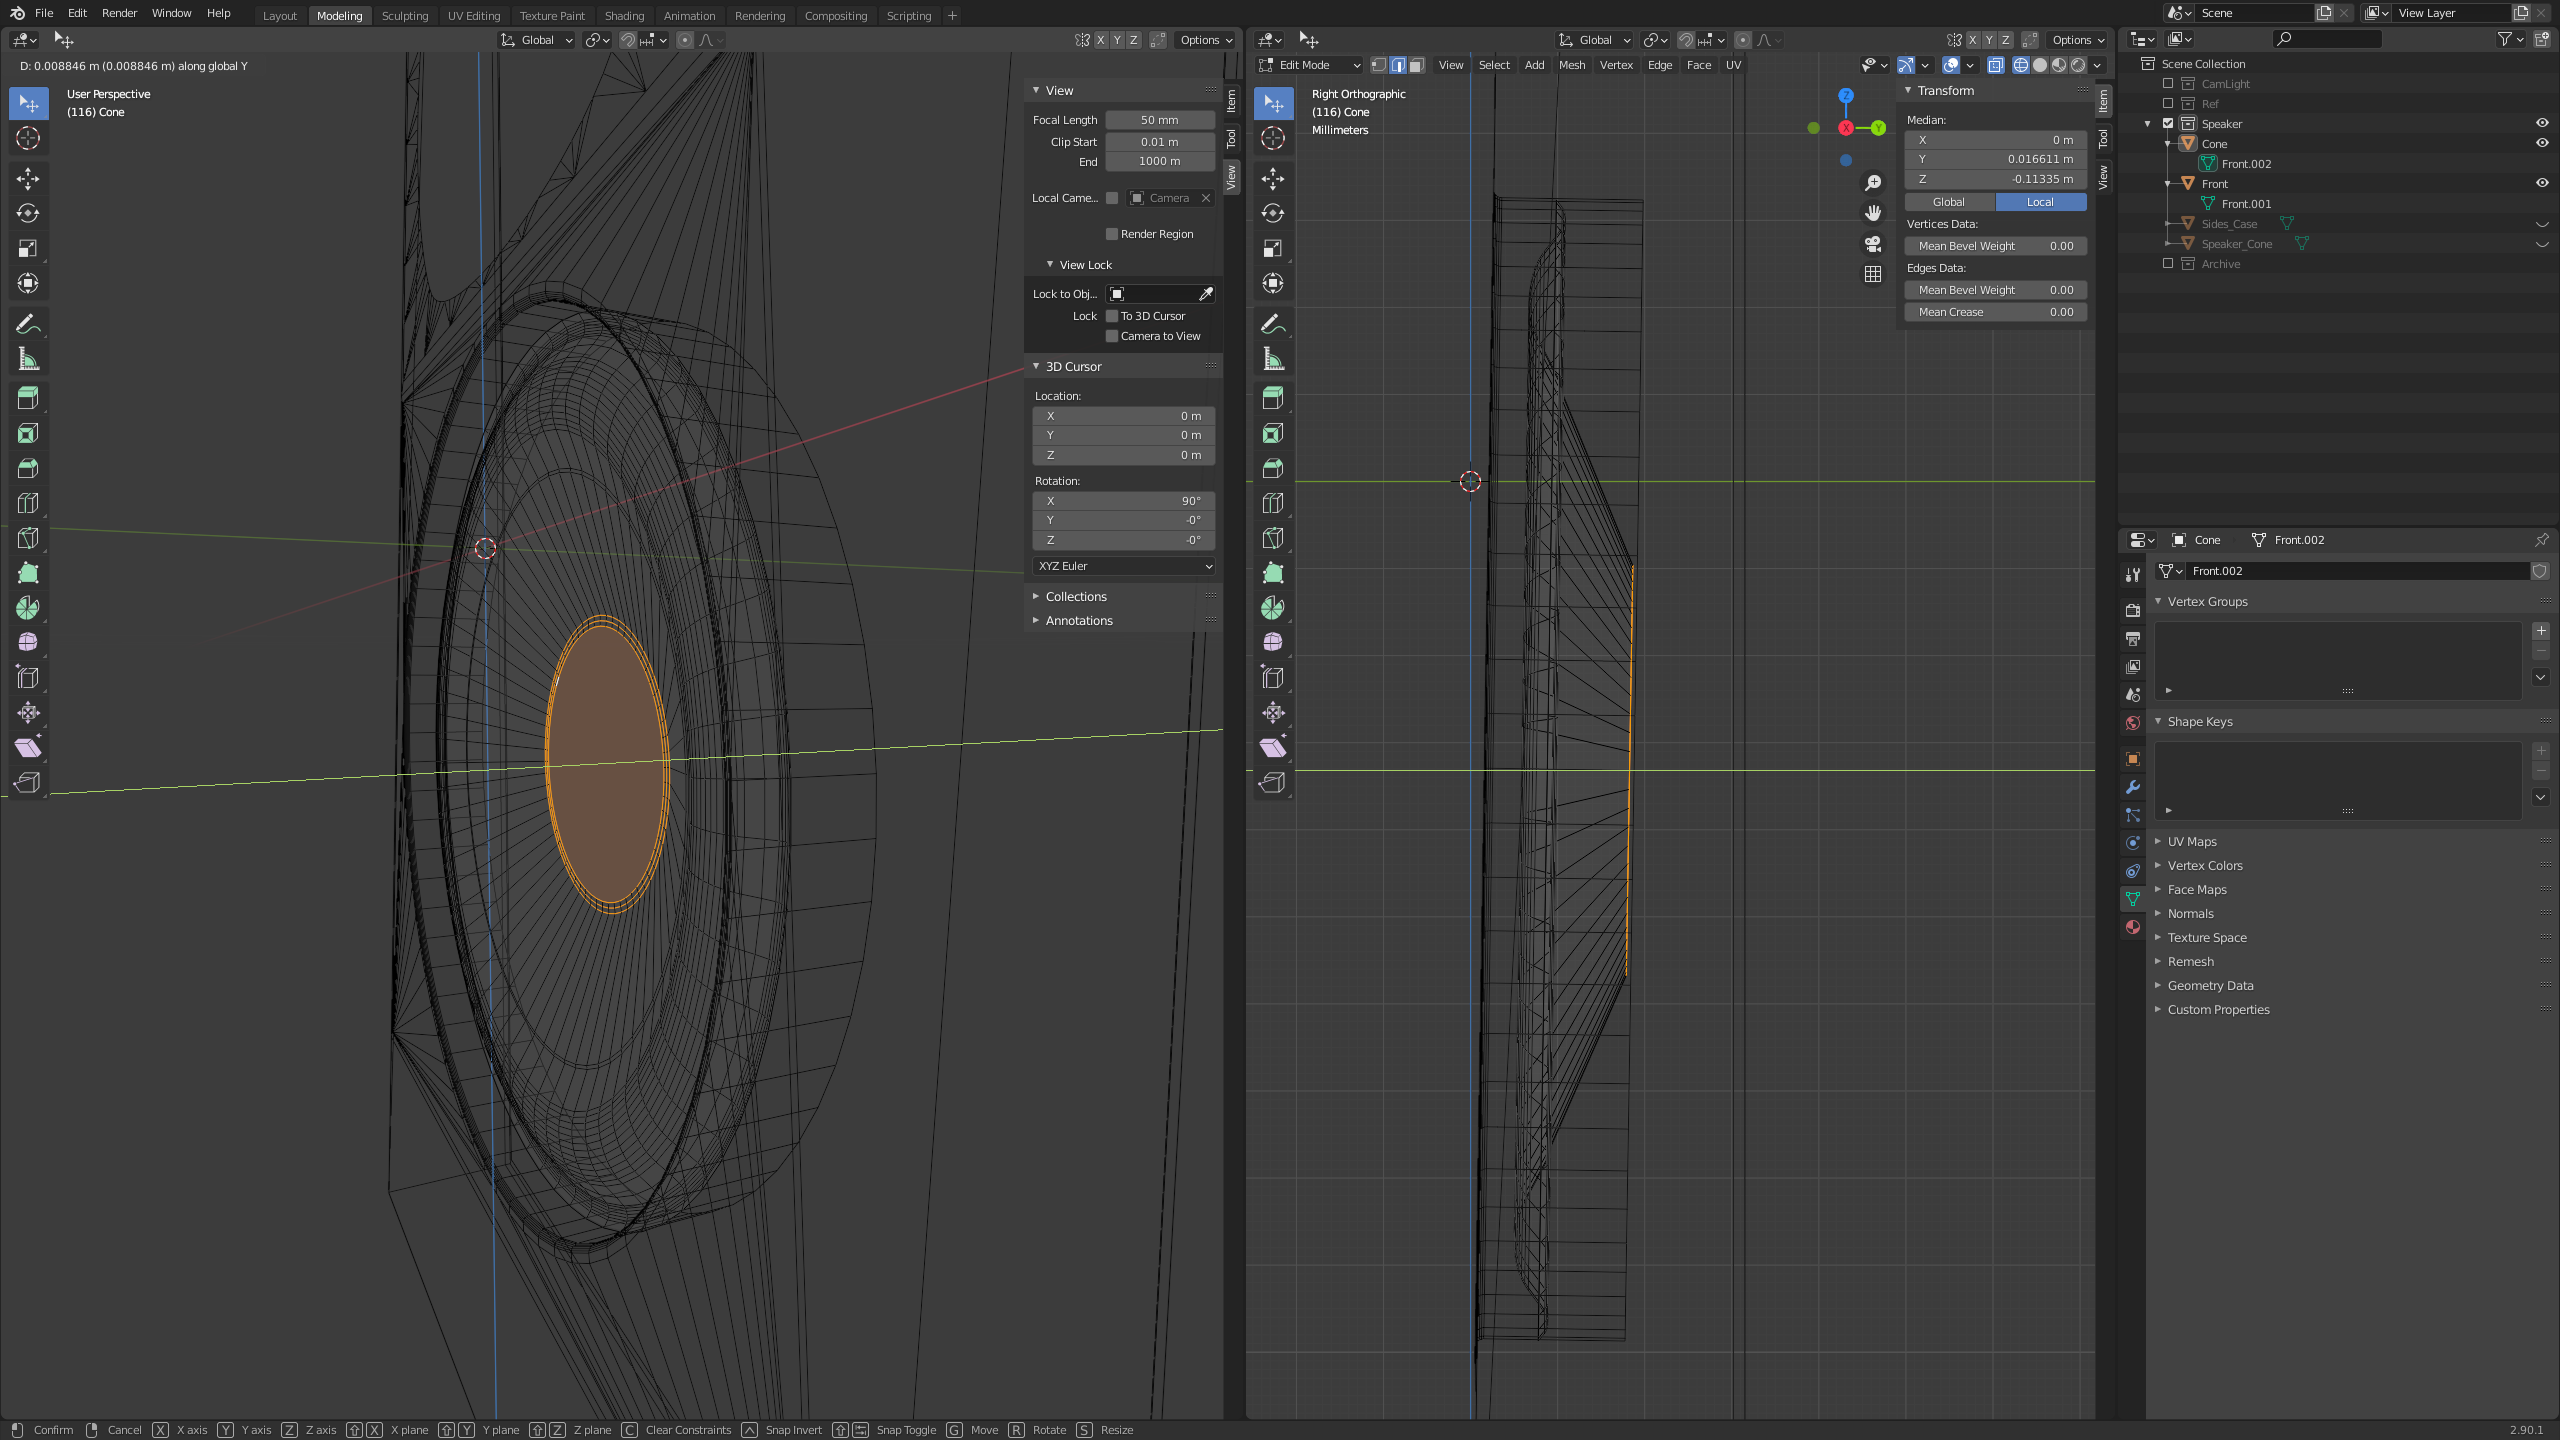 File Edit Render Window Help Layout Modeling Sculpting UV Editing Texture Paint Shading Animation Rendering Compositing Scripting + Scene View Layer
Global X Y Z Options Global X Y Z Options
D: 0.008846 m (0.008846 m) along global Y
Edit Mode View Select Add Mesh Vertex Edge Face UV
User Perspective
(116) Cone
View
Focal Length 50 mm
Clip Start 0.01 m
End 1000 m
Local Came... Camera
Render Region
View Lock
Lock to Obj...
Lock To 3D Cursor
Camera to View
3D Cursor
Location:
X 0 m
Y 0 m
Z 0 m
Rotation:
X 90°
Y -0°
Z -0°
XYZ Euler
Collections
Annotations
Item
Tool
View
Right Orthographic
(116) Cone
Millimeters
Z
X
Y
Transform
Median:
X 0 m
Y 0.016611 m
Z -0.11335 m
Global Local
Vertices Data:
Mean Bevel Weight 0.00
Edges Data:
Mean Bevel Weight 0.00
Mean Crease 0.00
Item
Tool
View
Scene Collection
CamLight
Ref
Speaker
Cone
Front.002
Front
Front.001
Sides_Case
Speaker_Cone
Archive
Cone Front.002
Front.002
Vertex Groups
Shape Keys
UV Maps
Vertex Colors
Face Maps
Normals
Texture Space
Remesh
Geometry Data
Custom Properties
Confirm Cancel X X axis Y Y axis Z Z axis X X plane Y Y plane Z Z plane C Clear Constraints Snap Invert Snap Toggle G Move R Rotate S Resize 2.90.1